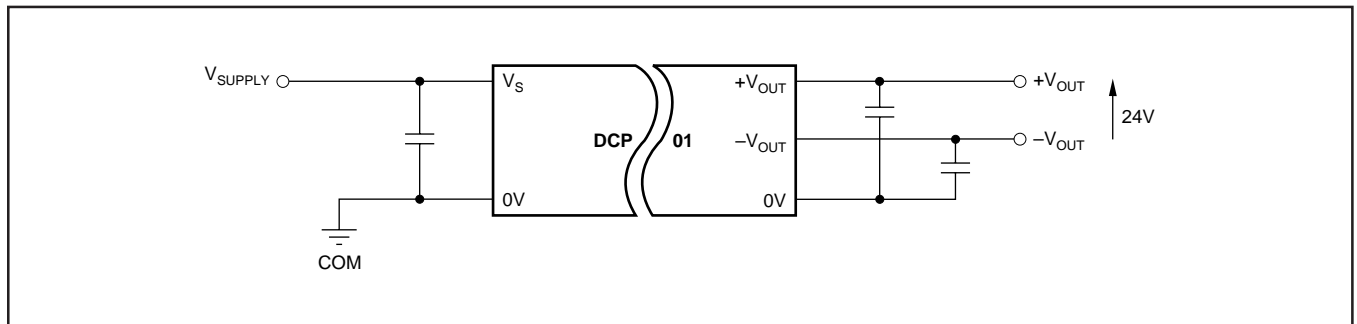 V_SUPPLY
V_S
DCP 01
0V
COM
+V_OUT
–V_OUT
0V
+V_OUT
–V_OUT
24V